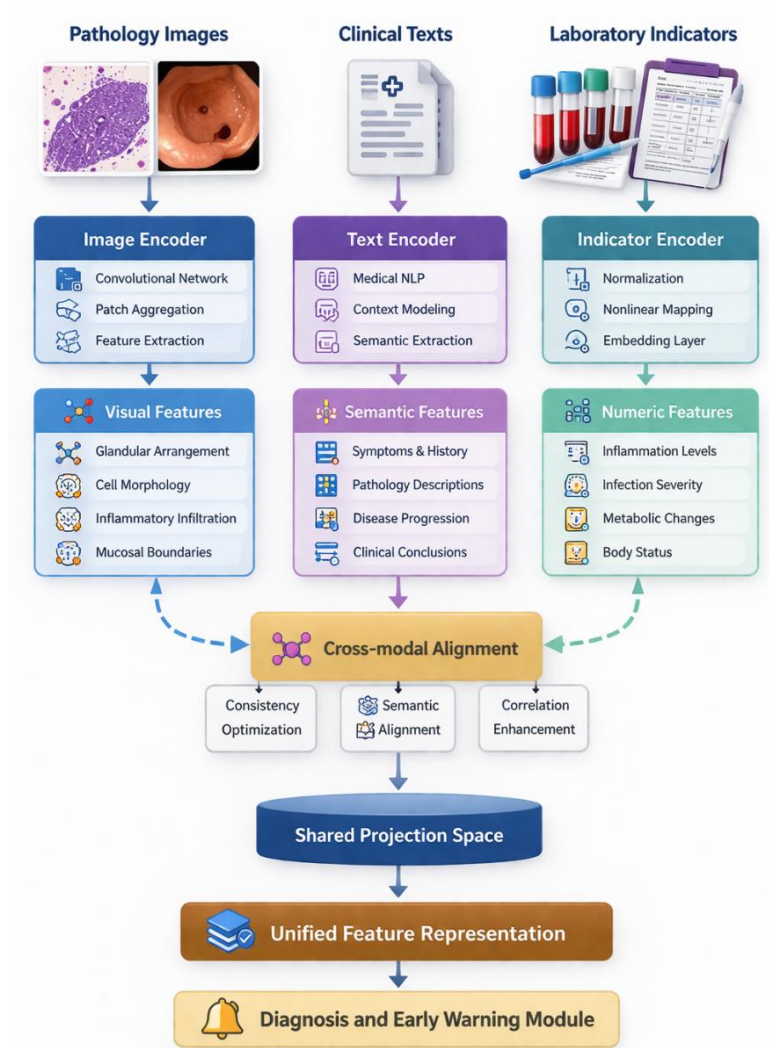 Pathology Images
Clinical Texts
Laboratory Indicators
Image Encoder
Convolutional Network
Patch Aggregation
Feature Extraction
Text Encoder
Medical NLP
Context Modeling
Semantic Extraction
Indicator Encoder
Normalization
Nonlinear Mapping
Embedding Layer
Visual Features
Glandular Arrangement
Cell Morphology
Inflammatory Infiltration
Mucosal Boundaries
Semantic Features
Symptoms & History
Pathology Descriptions
Disease Progression
Clinical Conclusions
Numeric Features
Inflammation Levels
Infection Severity
Metabolic Changes
Body Status
Cross-modal Alignment
Consistency
Optimization
Semantic
Alignment
Correlation
Enhancement
Shared Projection Space
Unified Feature Representation
Diagnosis and Early Warning Module